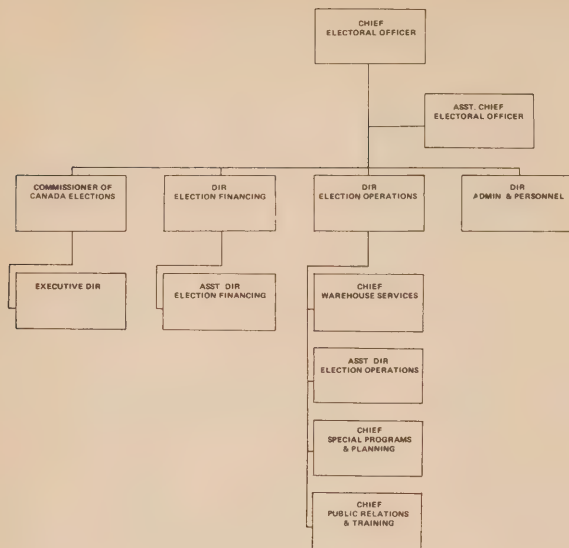 CHIEF
ELECTORAL OFFICER
ASST. CHIEF
ELECTORAL OFFICER
COMMISSIONER OF
CANADA ELECTIONS
DIR
ELECTION FINANCING
DIR
ELECTION OPERATIONS
DIR
ADMIN & PERSONNEL
EXECUTIVE DIR
ASST DIR
ELECTION FINANCING
CHIEF
WAREHOUSE SERVICES
ASST DIR
ELECTION OPERATIONS
CHIEF
SPECIAL PROGRAMS
& PLANNING
CHIEF
PUBLIC RELATIONS
& TRAINING